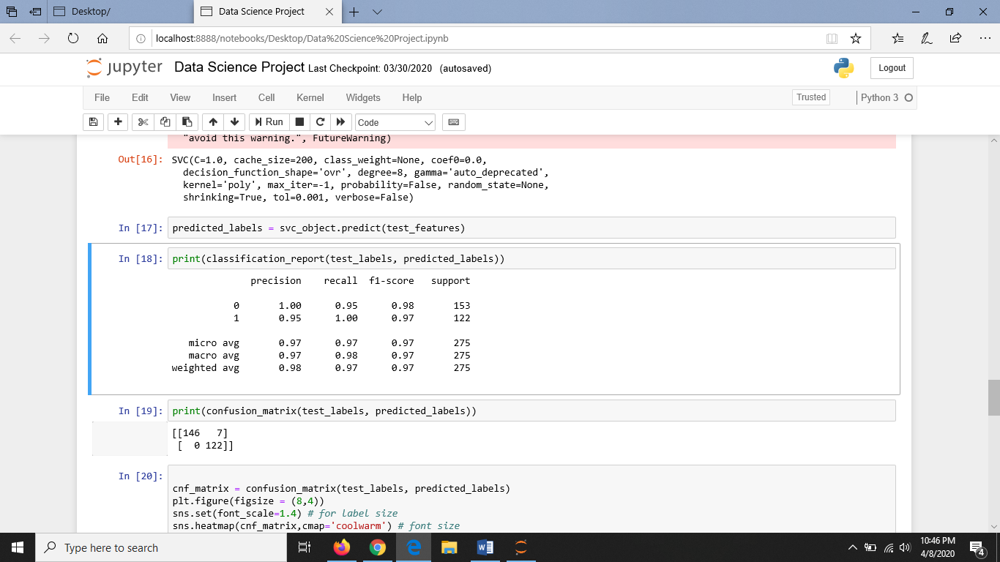 Desktop/
Data Science Project
localhost:8888/notebooks/Desktop/Data%20Science%20Project.ipynb
jupyter Data Science Project Last Checkpoint: 03/30/2020 (autosaved)
Logout
File Edit View Insert Cell Kernel Widgets Help
Trusted
Python 3
Run
Code
"avoid this warning.", FutureWarning)
Out[16]: SVC(C=1.0, cache_size=200, class_weight=None, coef0=0.0,
decision_function_shape='ovr', degree=8, gamma='auto_deprecated',
kernel='poly', max_iter=-1, probability=False, random_state=None,
shrinking=True, tol=0.001, verbose=False)
In [17]: predicted_labels = svc_object.predict(test_features)
In [18]: print(classification_report(test_labels, predicted_labels))
precision recall f1-score support
0 1.00 0.95 0.98 153
1 0.95 1.00 0.97 122
micro avg 0.97 0.97 0.97 275
macro avg 0.97 0.98 0.97 275
weighted avg 0.98 0.97 0.97 275
In [19]: print(confusion_matrix(test_labels, predicted_labels))
[[146   7]
[  0 122]]
In [20]:
cnf_matrix = confusion_matrix(test_labels, predicted_labels)
plt.figure(figsize = (8,4))
sns.set(font_scale=1.4) # for label size
sns.heatmap(cnf_matrix,cmap='coolwarm') # font size
Type here to search
10:46 PM
4/8/2020
4